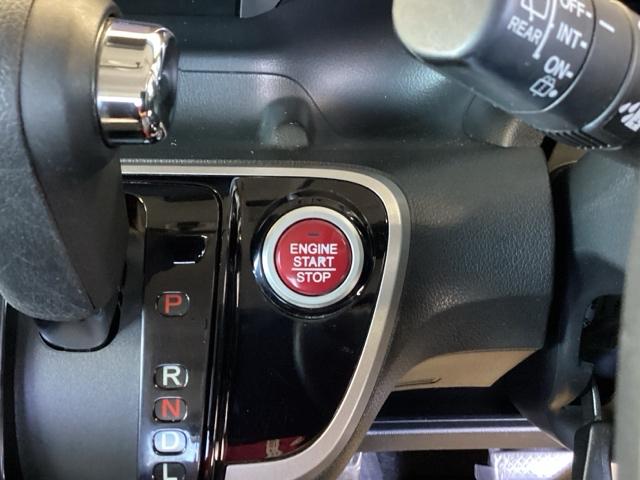 OFF
INT
REAR
ON
ENGINE
START
STOP
P
R
N
D
L